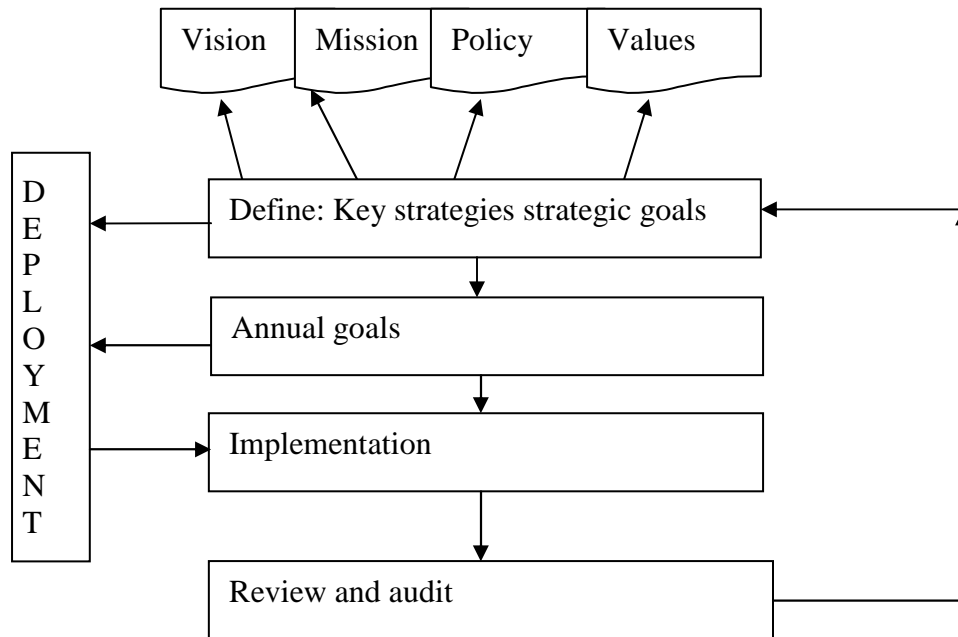 Vision Mission Policy Values
Define: Key strategies strategic goals
Annual goals
Implementation
Review and audit
D
E
P
L
O
Y
M
E
N
T